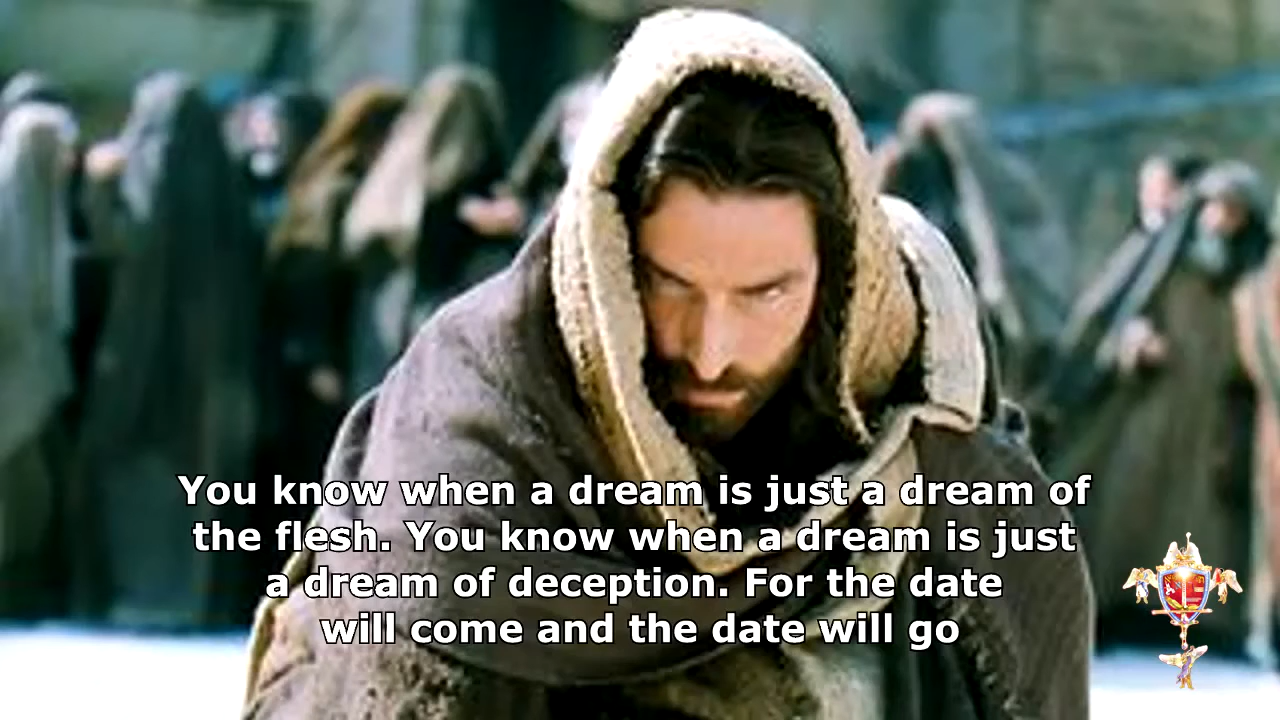 You know when a dream is just a dream of
the flesh. You know when a dream is just
a dream of deception. For the date
will come and the date will go